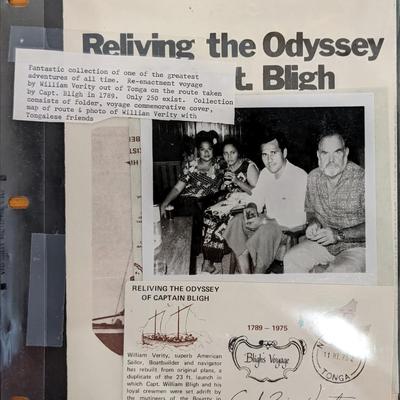 Reliving the Odyssey
t. Bligh
Fantastic collection of one of the greatest
adventures of all time. Re-enactment voyage
by William Verity out of Tonga on the route taken
by Capt. Bligh in 1789. Only 250 exist. Collection
consists of folder, voyage commemorative cover,
map of route & photo of William Verity with
Tongalese friends
RELIVING THE ODYSSEY
OF CAPTAIN BLIGH
William Verity, superb American
Sailor, Boatbuilder and navigator
has rebuilt from original plans, a
duplicate of the 23 ft. launch in
which Capt. William Bligh and his
loyal crewmen were set adrift by
the mutineers of the Bounty in
1789 – 1975
Bligh's Voyage
TONGA